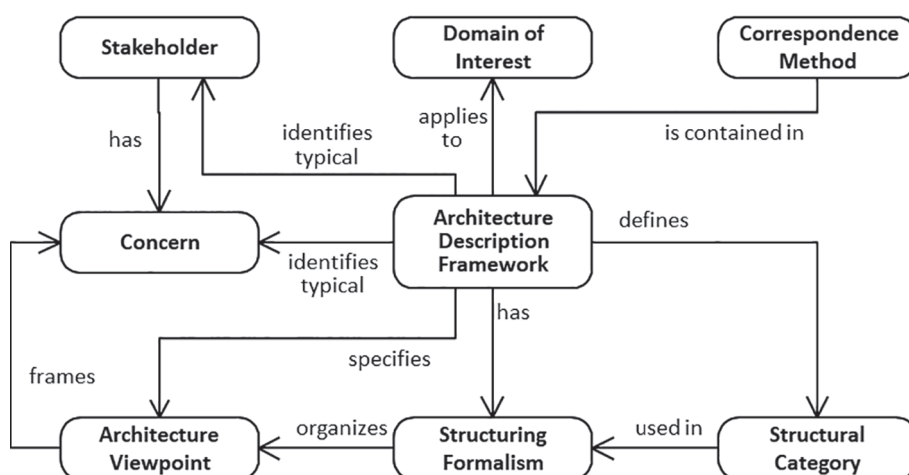 Stakeholder
Domain of
Interest
Correspondence
Method
has
identifies
typical
applies
to
is contained in
Concern
identifies
typical
Architecture
Description
Framework
defines
has
specifies
frames
Architecture
Viewpoint
organizes
Structuring
Formalism
used in
Structural
Category